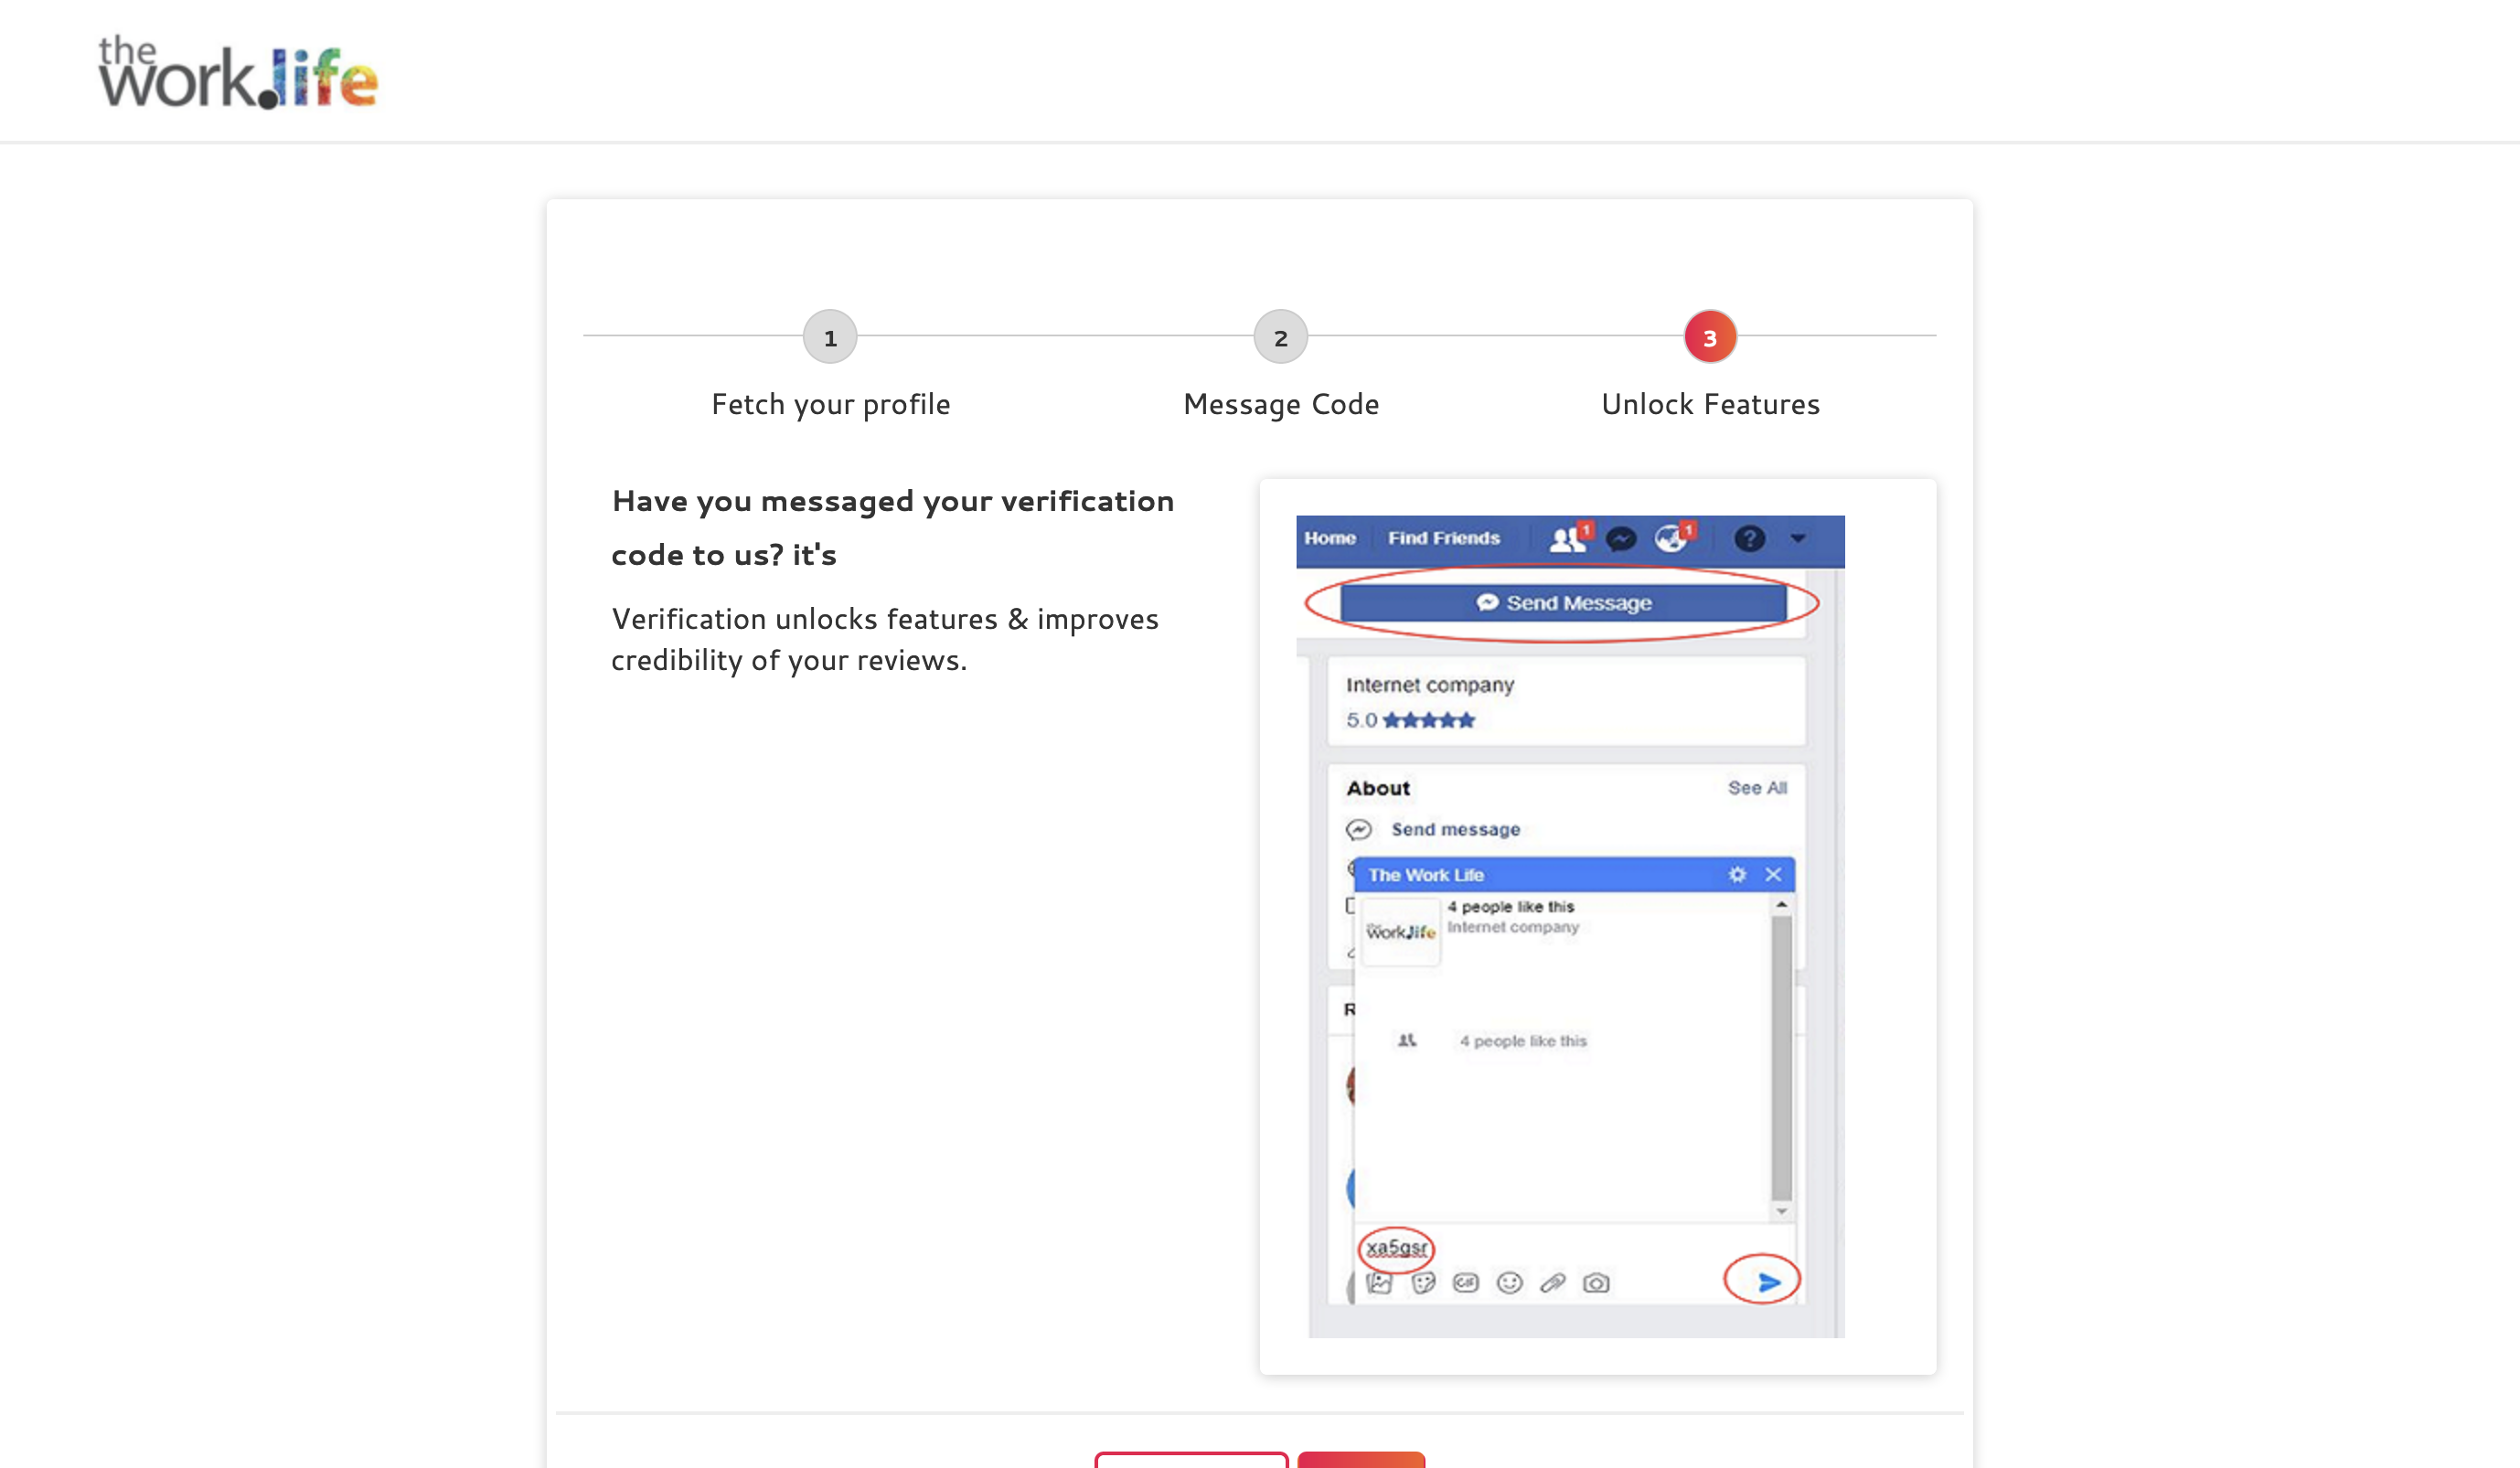 the
work.life
1
2
3
Fetch your profile
Message Code
Unlock Features
Have you messaged your verification
code to us? it's
Verification unlocks features & improves
credibility of your reviews.
Home
Find Friends
1
1
?
Send Message
Internet company
5.0
About
See All
Send message
The Work Life
4 people like this
Internet company
the
work.life
R
4 people like this
xa5gsr
GIF